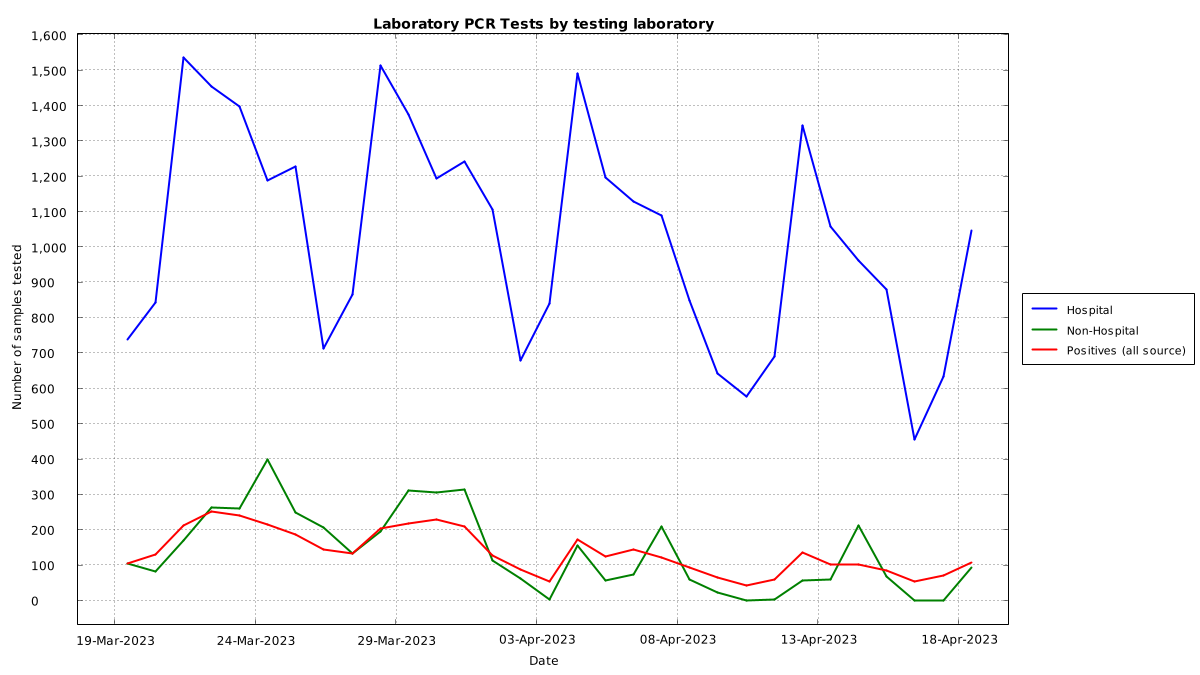 Laboratory PCR Tests by testing laboratory
1,600
1,500
1,400
1,300
1,200
1,100
1,000
900
800
700
600
500
400
300
200
100
0
Number of samples tested
19-Mar-2023 24-Mar-2023 29-Mar-2023 03-Apr-2023 08-Apr-2023 13-Apr-2023 18-Apr-2023
Date
Hospital
Non-Hospital
Positives (all source)